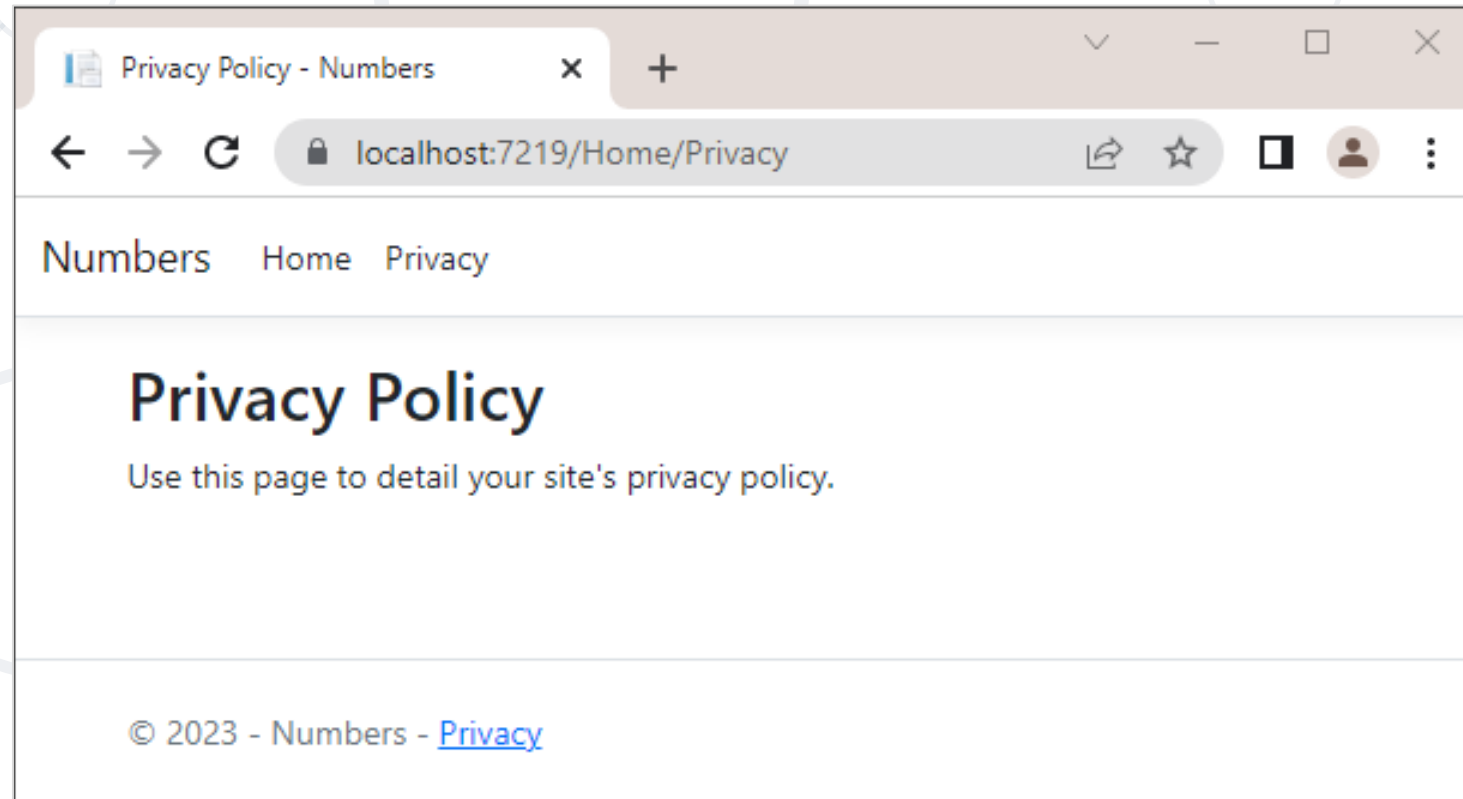 Privacy Policy - Numbers
localhost:7219/Home/Privacy
Numbers Home Privacy
Privacy Policy
Use this page to detail your site's privacy policy.
© 2023 - Numbers - Privacy